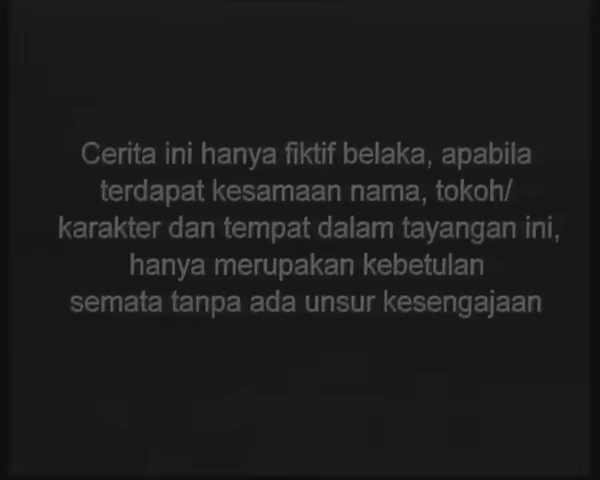 Cerita ini hanya fiktif belaka, apabila
terdapat kesamaan nama, tokoh/
karakter dan tempat dalam tayangan ini,
hanya merupakan kebetulan
semata tanpa ada unsur kesengajaan